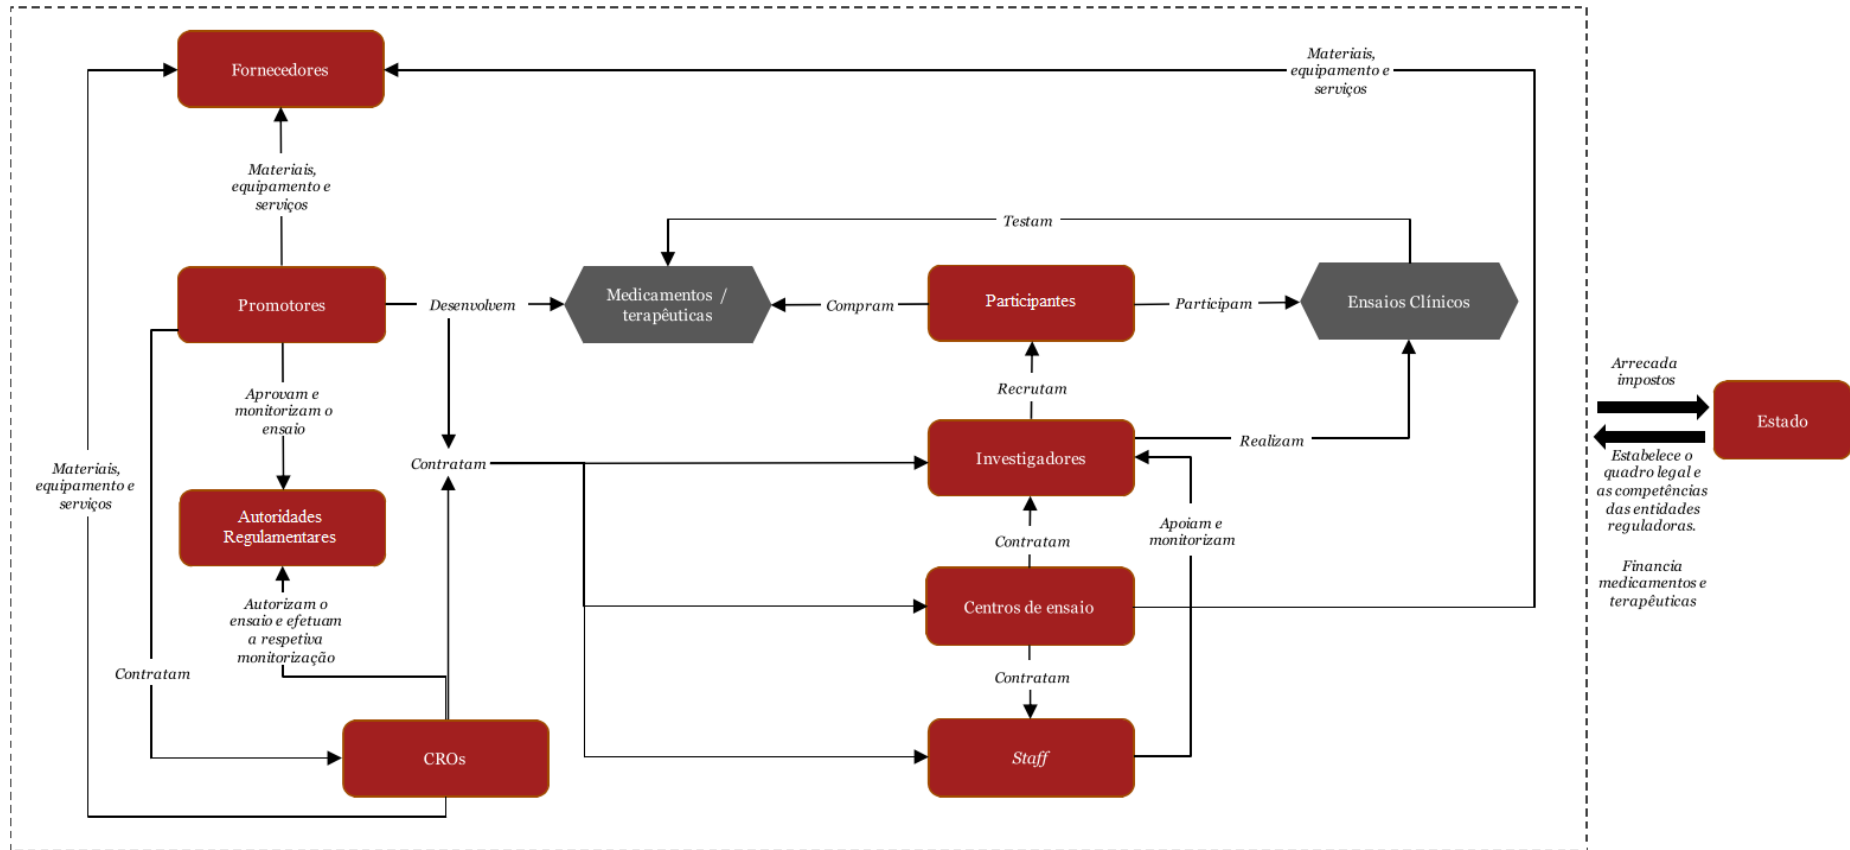 Fornecedores
Materiais,
equipamento e
serviços
Materiais,
equipamento e
serviços
Testam
Promotores
Desenvolvem
Medicamentos /
terapêuticas
Compram
Participantes
Participam
Ensaios Clínicos
Aprovam e
monitorizam o
ensaio
Recrutam
Arrecada
impostos
Estado
Contratam
Investigadores
Realizam
Estabelece o
quadro legal e
as competências
das entidades
reguladoras.
Financia
medicamentos e
terapêuticas
Materiais,
equipamento e
serviços
Autoridades
Regulamentares
Contratam
Apoiam e
monitorizam
Autorizam o
ensaio e efetuam
a respetiva
monitorização
Centros de ensaio
Contratam
Contratam
CROs
Staff